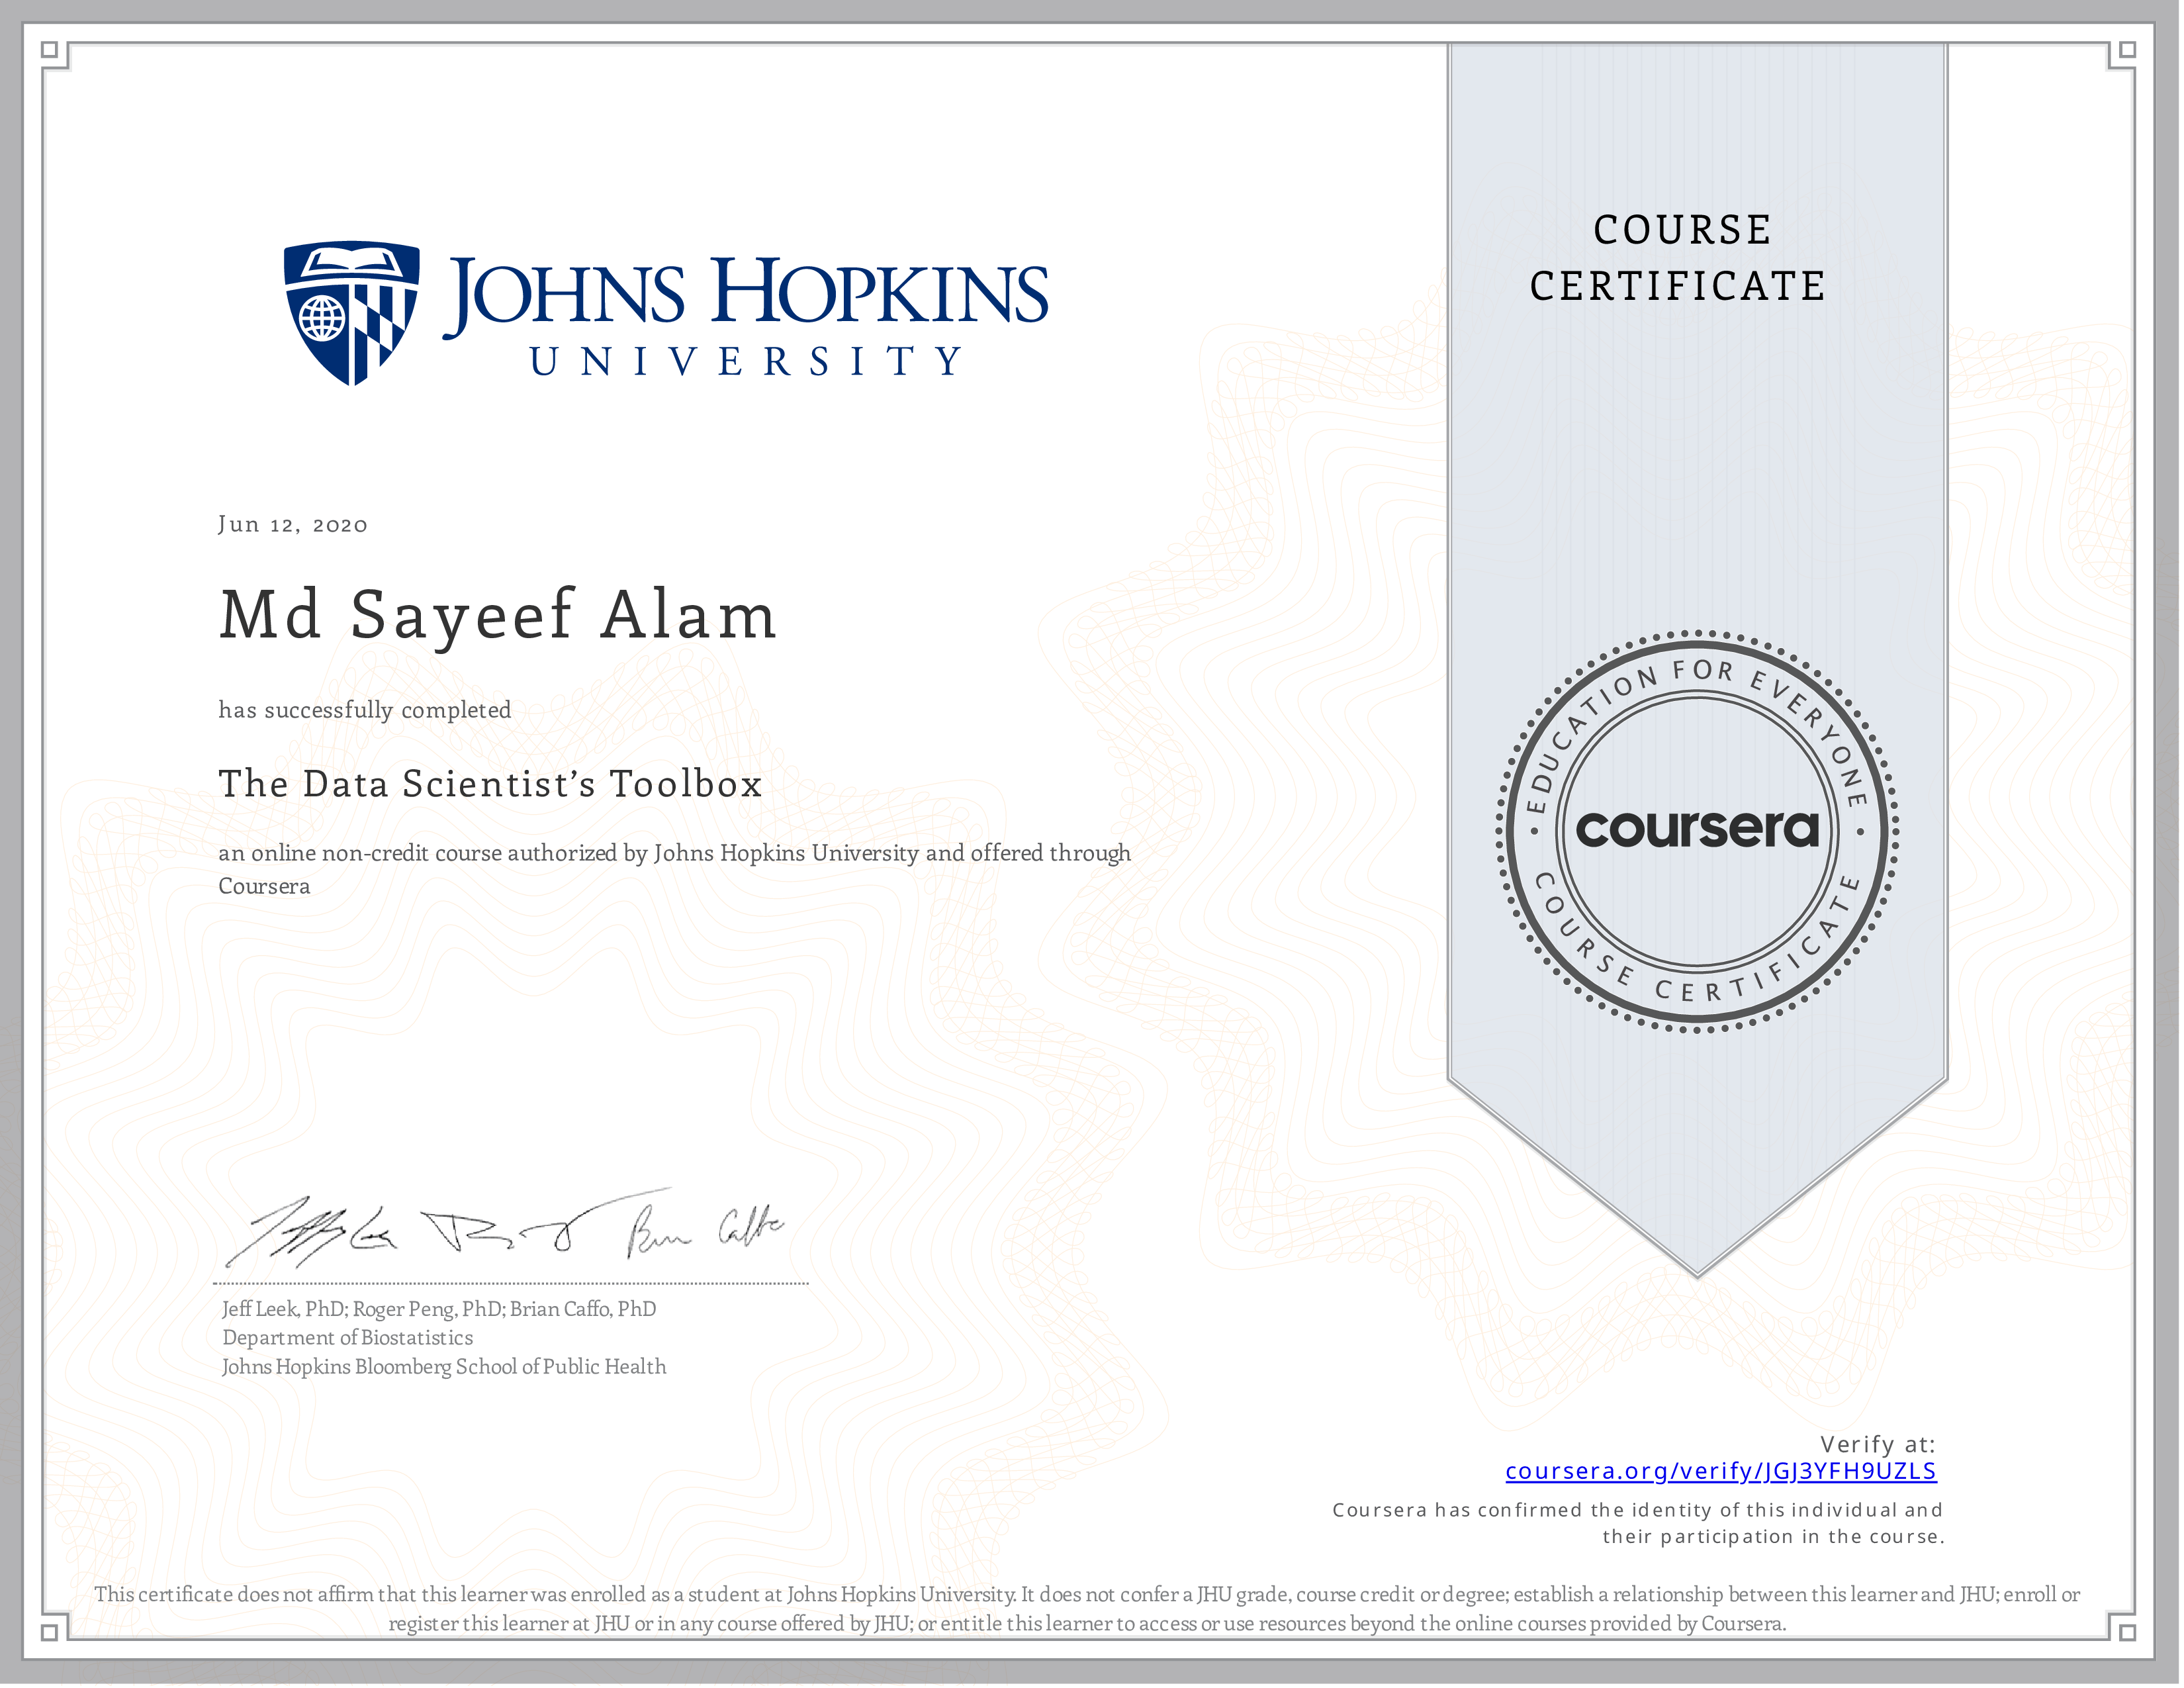 JOHNS HOPKINS
UNIVERSITY
COURSE
CERTIFICATE
Jun 12, 2020
Md Sayeef Alam
has successfully completed
The Data Scientist’s Toolbox
an online non-credit course authorized by Johns Hopkins University and offered through
Coursera
EDUCATION FOR EVERYONE
coursera
COURSE CERTIFICATE
Jeff Leek, PhD; Roger Peng, PhD; Brian Caffo, PhD
Department of Biostatistics
Johns Hopkins Bloomberg School of Public Health
Verify at:
coursera.org/verify/JGJ3YFH9UZLS
Coursera has confirmed the identity of this individual and
their participation in the course.
This certificate does not affirm that this learner was enrolled as a student at Johns Hopkins University. It does not confer a JHU grade, course credit or degree; establish a relationship between this learner and JHU; enroll or
register this learner at JHU or in any course offered by JHU; or entitle this learner to access or use resources beyond the online courses provided by Coursera.